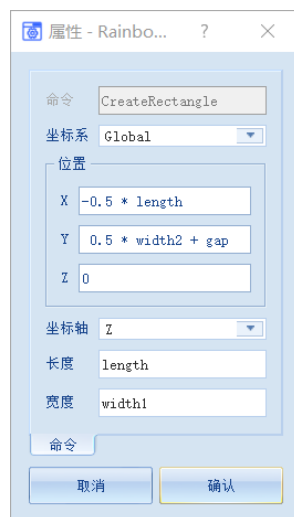 属性 - Rainbo... ?
命令 CreateRectangle
坐标系 Global
位置
X -0.5 * length
Y 0.5 * width2 + gap
Z 0
坐标轴 Z
长度 length
宽度 width1
命令
取消 确认